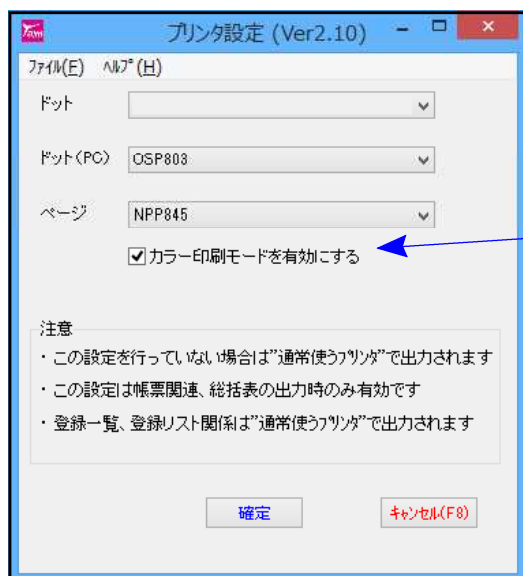 プリンタ設定 (Ver2.10)
ﾌｧｲﾙ(F) ﾍﾙﾌﾟ(H)
ドット
ドット(PC) OSP803
ページ NPP845
カラー印刷モードを有効にする
注意
・この設定を行っていない場合は”通常使うﾌﾟﾘﾝﾀ”で出力されます
・この設定は帳票関連、総括表の出力時のみ有効です
・登録一覧、登録リスト関係は”通常使うﾌﾟﾘﾝﾀ”で出力されます
確定 ｷｬﾝｾﾙ(F8)